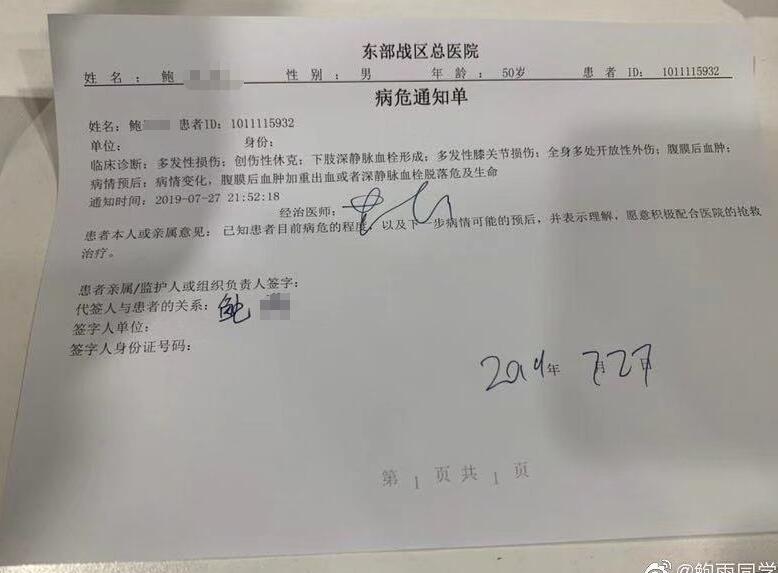 东部战区总医院
姓 名： 鲍 性 别： 男 年 龄： 50岁 患 者 ID： 1011115932
病危通知单
姓名：鲍 患者ID：1011115932
单位： 身份：
临床诊断：多发性损伤；创伤性休克；下肢深静脉血栓形成；多发性膝关节损伤；全身多处开放性外伤；腹膜后血肿；
病情预后：病情变化，腹膜后血肿加重出血或者深静脉血栓脱落危及生命
通知时间：2019-07-27 21:52:18
经治医师：
患者本人或亲属意见： 已知患者目前病危的程度，以及下一步病情可能的预后，并表示理解，愿意积极配合医院的抢救
治疗。
患者亲属/监护人或组织负责人签字：
代签人与患者的关系：鲍
签字人单位：
签字人身份证号码：
2019年 7月27日
第 1 页 共 1 页
@鲍雨同学